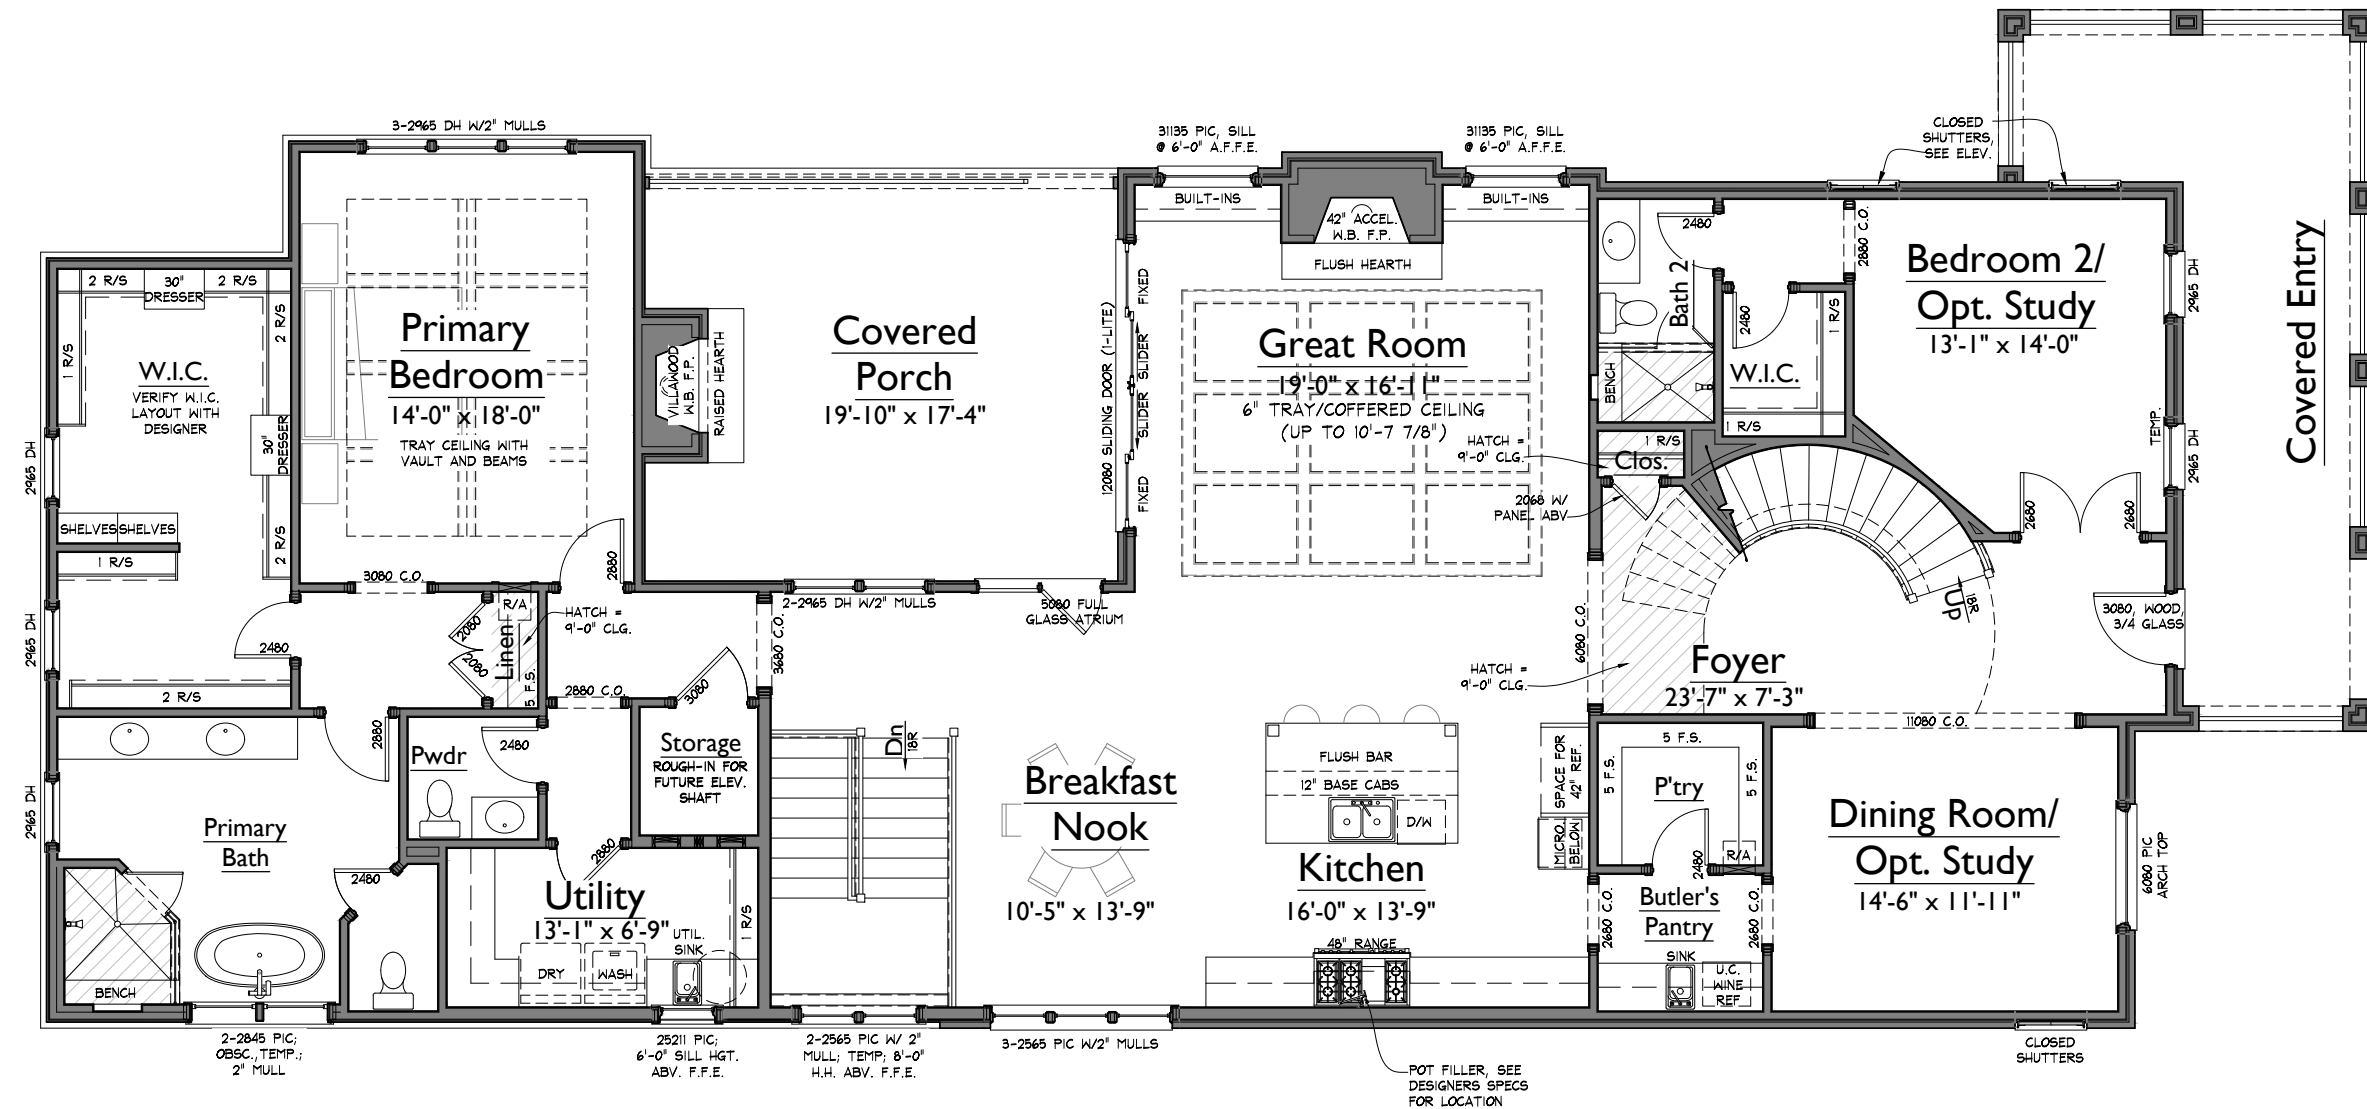 3-2965 DH W/2" MULLS
31135 PIC, SILL
@ 6'-0" A.F.F.E.
31135 PIC, SILL
@ 6'-0" A.F.F.E.
CLOSED
SHUTTERS,
SEE ELEV.
BUILT-INS
BUILT-INS
42" ACCEL.
W.B. F.P.
FLUSH HEARTH
2480
2880 C.O.
Bath 2
BENCH
Bedroom 2/
Opt. Study
13'-1" x 14'-0"
2965 DH
TEMP.
2965 DH
Covered Entry
2 R/S
30"
DRESSER
2 R/S
2 R/S
1 R/S
W.I.C.
VERIFY W.I.C.
LAYOUT WITH
DESIGNER
30"
DRESSER
2965 DH
SHELVES
SHELVES
1 R/S
2 R/S
Primary
Bedroom
14'-0" x 18'-0"
TRAY CEILING WITH
VAULT AND BEAMS
VILLAWOOD
W.B. F.P.
RAISED HEARTH
Covered
Porch
19'-10" x 17'-4"
12080 SLIDING DOOR (1-LITE)
FIXED
SLIDER
SLIDER
FIXED
Great Room
19'-0" x 16'-11"
6" TRAY/COFFERED CEILING
(UP TO 10'-7 7/8")
HATCH =
9'-0" CLG.
2068 W/
PANEL ABV
2480
1 R/S
W.I.C.
1 R/S
1 R/S
Clos.
2680
2680
3080 C.O.
2880
2-2965 DH W/2" MULLS
5080 FULL
GLASS ATRIUM
2965 DH
2480
2 R/S
2080
2080
R/A
Linen
5 F.S.
HATCH =
9'-0" CLG.
2880 C.O.
3680 C.O.
3080
6080 C.O.
HATCH =
9'-0" CLG.
Foyer
23'-7" x 7'-3"
UP
18R
3080, WOOD,
3/4 GLASS
11080 C.O.
2965 DH
2880
Primary
Bath
BENCH
2480
Pwdr
2480
Storage
ROUGH-IN FOR
FUTURE ELEV.
SHAFT
2880
Utility
13'-1" x 6'-9"
UTIL.
SINK
DRY
WASH
1 R/S
Dn
18R
Breakfast
Nook
10'-5" x 13'-9"
FLUSH BAR
12" BASE CABS
D/W
Kitchen
16'-0" x 13'-9"
48" RANGE
SPACE FOR
42" REF.
MICRO.
BELOW
5 F.S.
5 F.S.
5 F.S.
P'try
R/A
2480
2680 C.O.
Butler's
Pantry
2680 C.O.
SINK
U.C.
WINE
REF
Dining Room/
Opt. Study
14'-6" x 11'-11"
6080 PIC
ARCH TOP
2-2845 PIC;
OBSC.,TEMP.;
2" MULL
25211 PIC;
6'-0" SILL HGT.
ABV. F.F.E.
2-2565 PIC W/ 2"
MULL; TEMP; 8'-0"
H.H. ABV. F.F.E.
3-2565 PIC W/2" MULLS
POT FILLER, SEE
DESIGNERS SPECS
FOR LOCATION
CLOSED
SHUTTERS